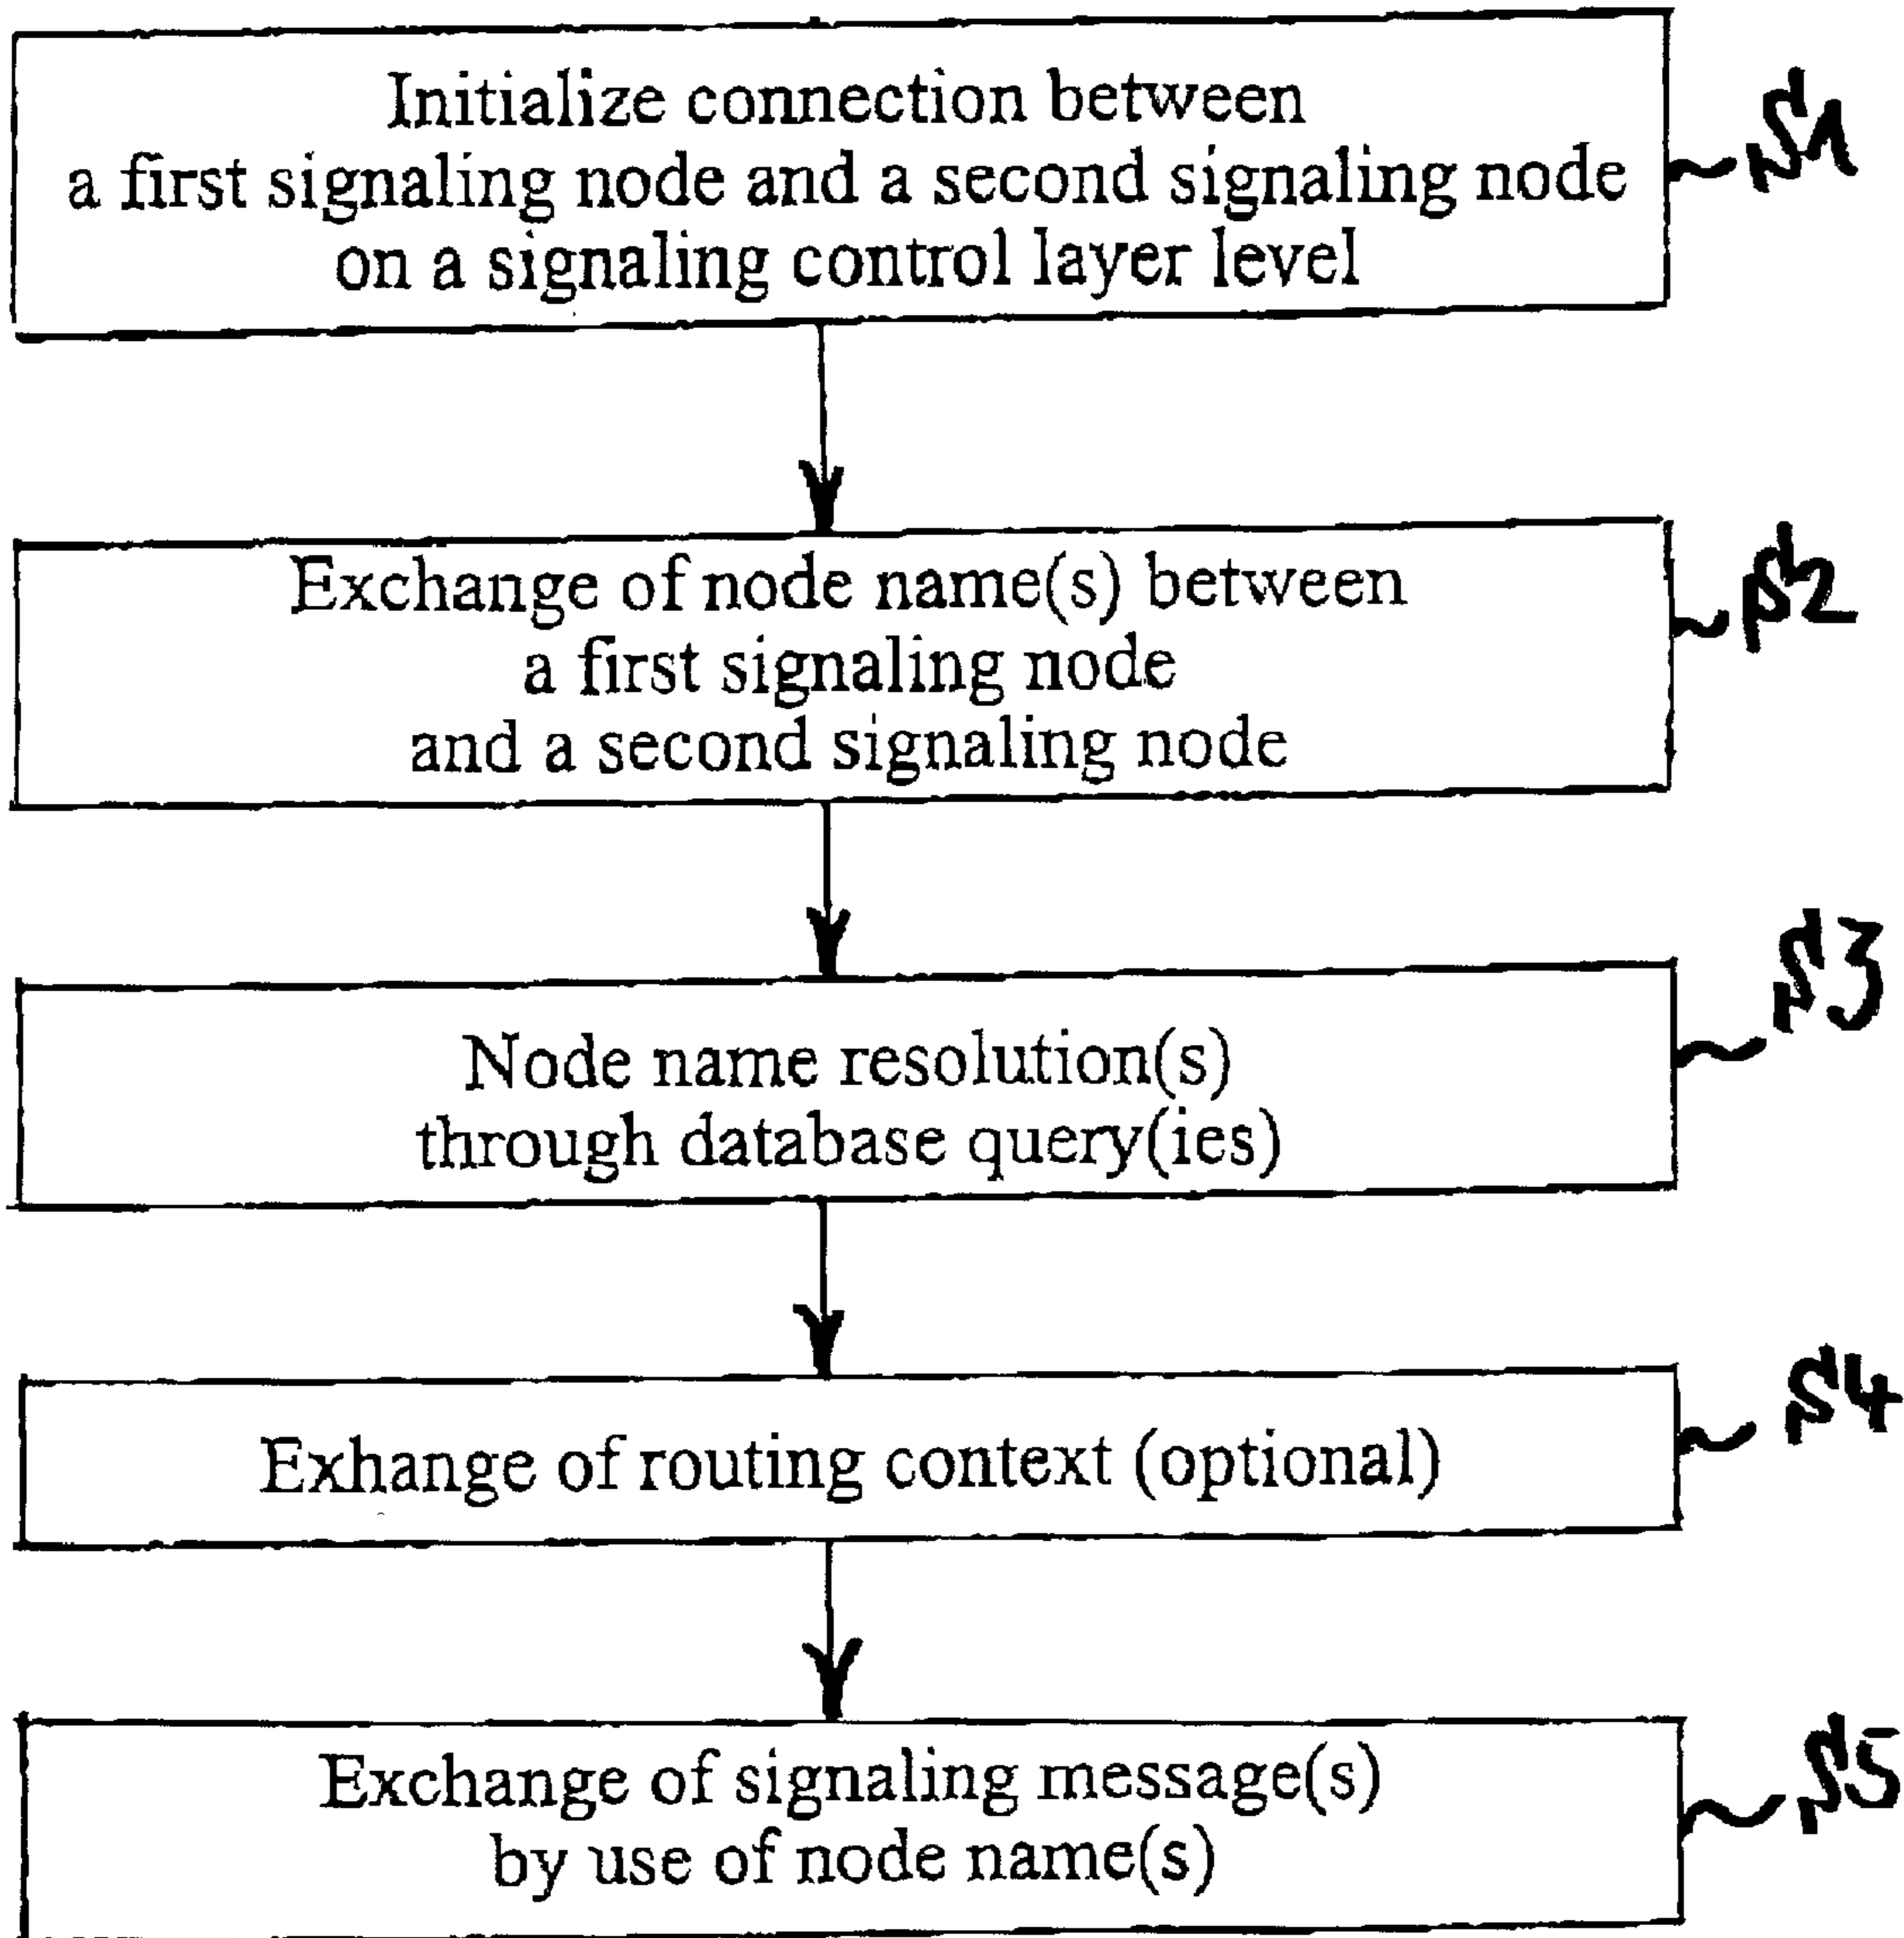 Initialize connection between
a first signaling node and a second signaling node
on a signaling control layer level
S1
Exchange of node name(s) between
a first signaling node
and a second signaling node
S2
Node name resolution(s)
through database query(ies)
S3
Exhange of routing context (optional)
S4
Exchange of signaling message(s)
by use of node name(s)
S5